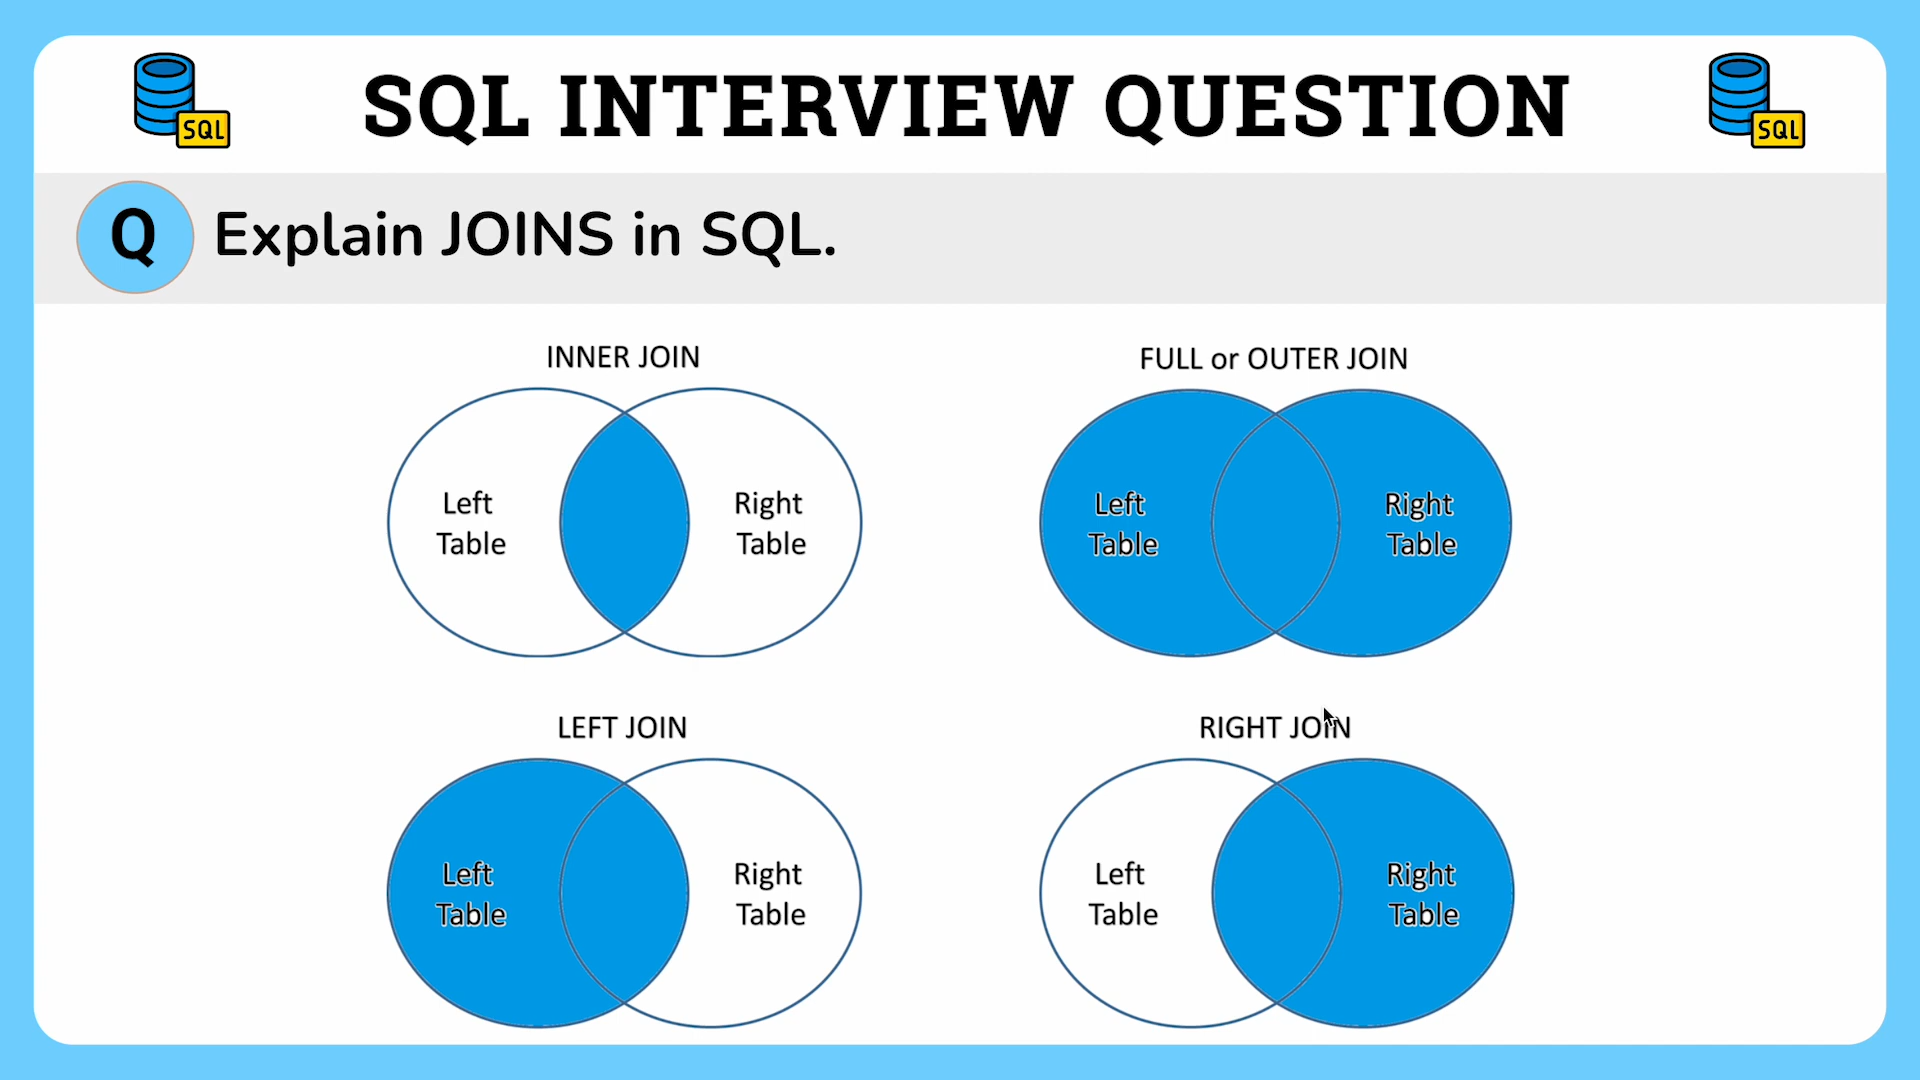 SQL
SQL INTERVIEW QUESTION
SQL
Q
Explain JOINS in SQL.
INNER JOIN
Left
Table
Right
Table
FULL or OUTER JOIN
Left
Table
Right
Table
LEFT JOIN
Left
Table
Right
Table
RIGHT JOIN
Left
Table
Right
Table